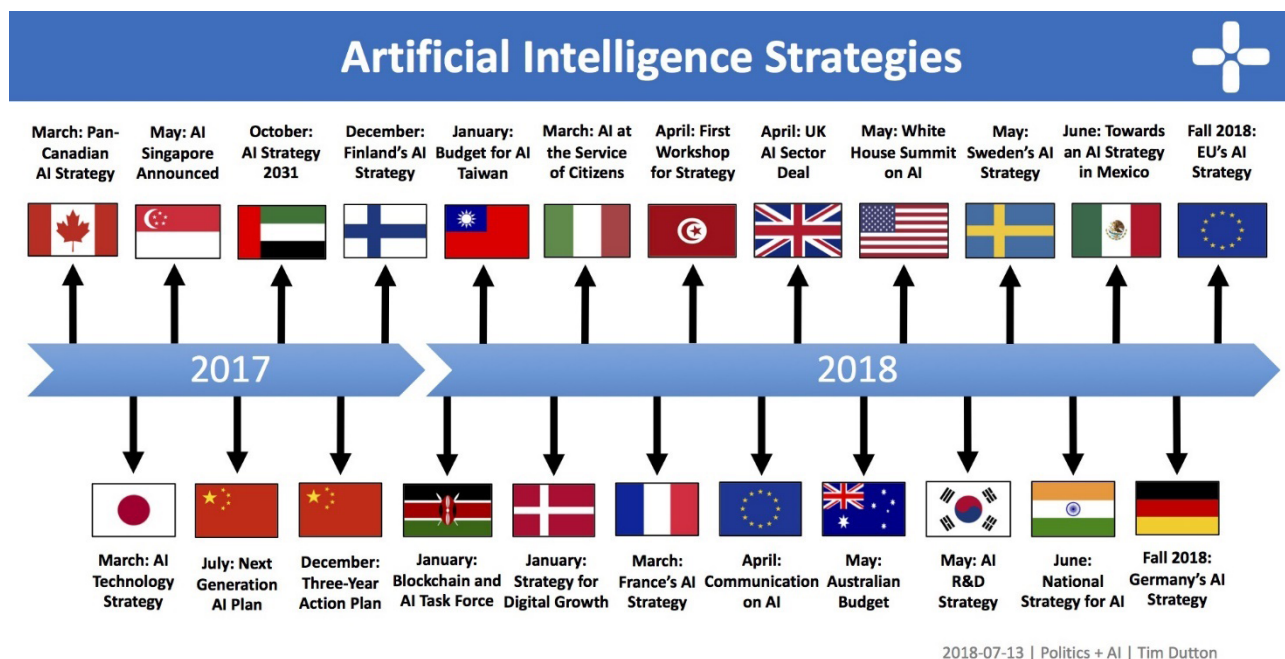 Artificial Intelligence Strategies
March: Pan-
Canadian
AI Strategy
May: AI
Singapore
Announced
October:
AI Strategy
2031
December:
Finland's AI
Strategy
January:
Budget for AI
Taiwan
March: AI at
the Service
of Citizens
April: First
Workshop
for Strategy
April: UK
AI Sector
Deal
May: White
House Summit
on AI
May:
Sweden's AI
Strategy
June: Towards
an AI Strategy
in Mexico
Fall 2018:
EU's AI
Strategy
2017
2018
March: AI
Technology
Strategy
July: Next
Generation
AI Plan
December:
Three-Year
Action Plan
January:
Blockchain and
AI Task Force
January:
Strategy for
Digital Growth
March:
France's AI
Strategy
April:
Communication
on AI
May:
Australian
Budget
May: AI
R&D
Strategy
June:
National
Strategy for AI
Fall 2018:
Germany's AI
Strategy
2018-07-13 | Politics + AI | Tim Dutton